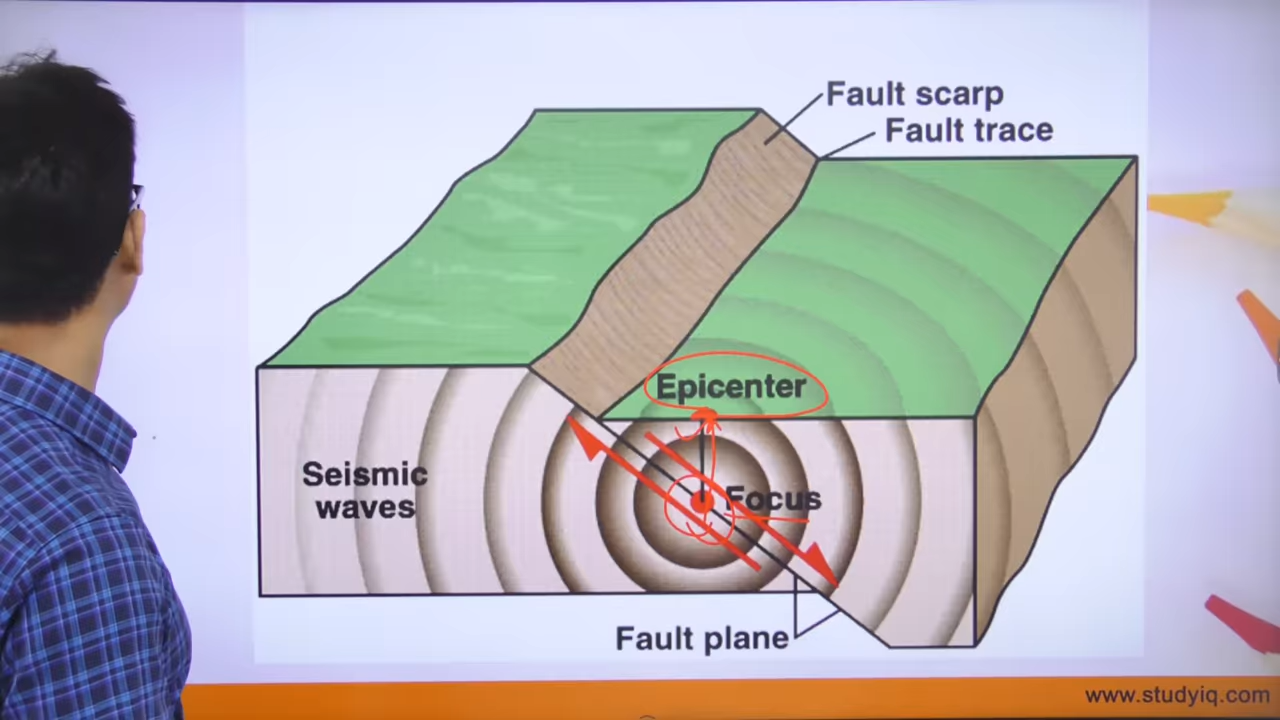 Fault scarp
Fault trace
Epicenter
Seismic
waves
Focus
Fault plane
www.studyiq.com